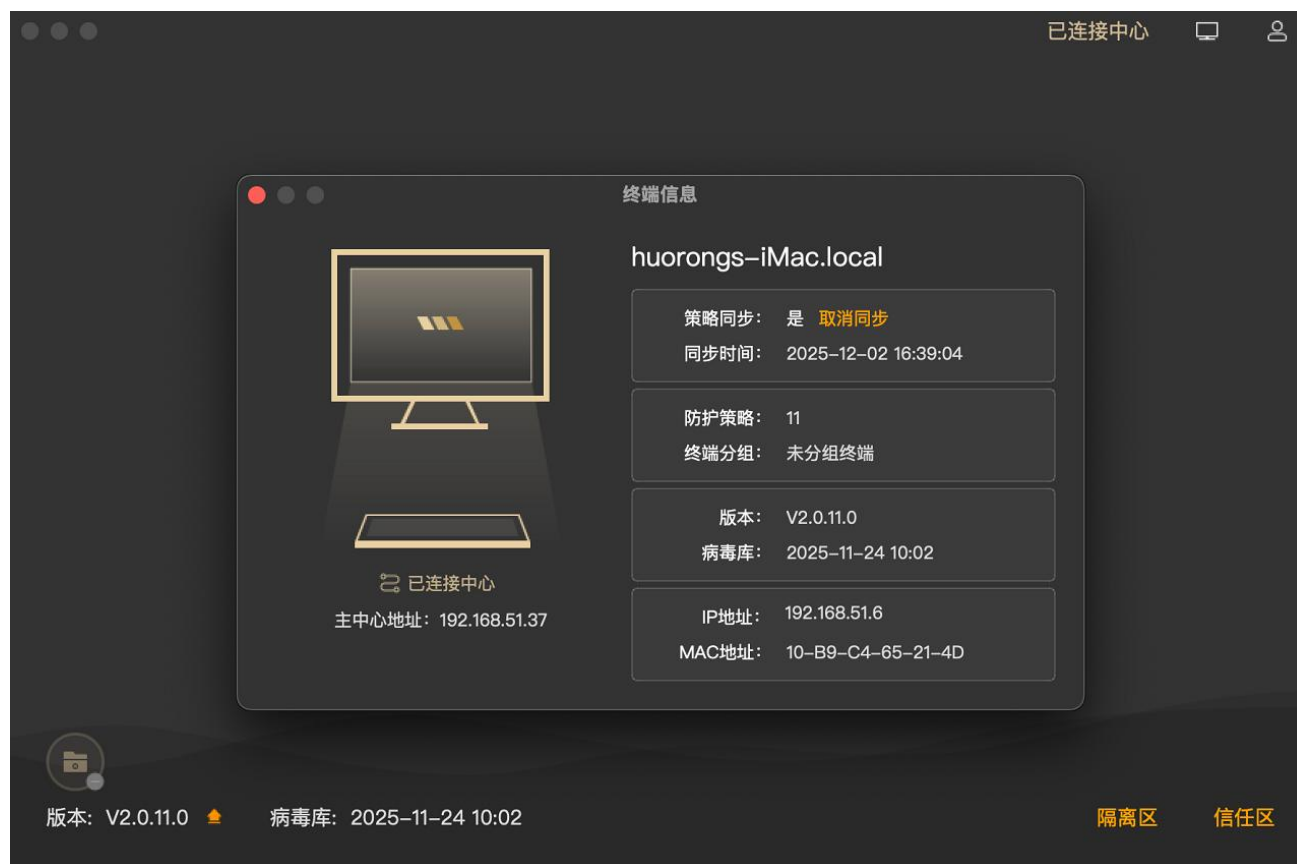 已连接中心
终端信息
huorongs-iMac.local
策略同步: 是 取消同步
同步时间: 2025-12-02 16:39:04
防护策略: 11
终端分组: 未分组终端
版本: V2.0.11.0
病毒库: 2025-11-24 10:02
IP地址: 192.168.51.6
MAC地址: 10-B9-C4-65-21-4D
已连接中心
主中心地址: 192.168.51.37
版本: V2.0.11.0 病毒库: 2025-11-24 10:02 隔离区 信任区